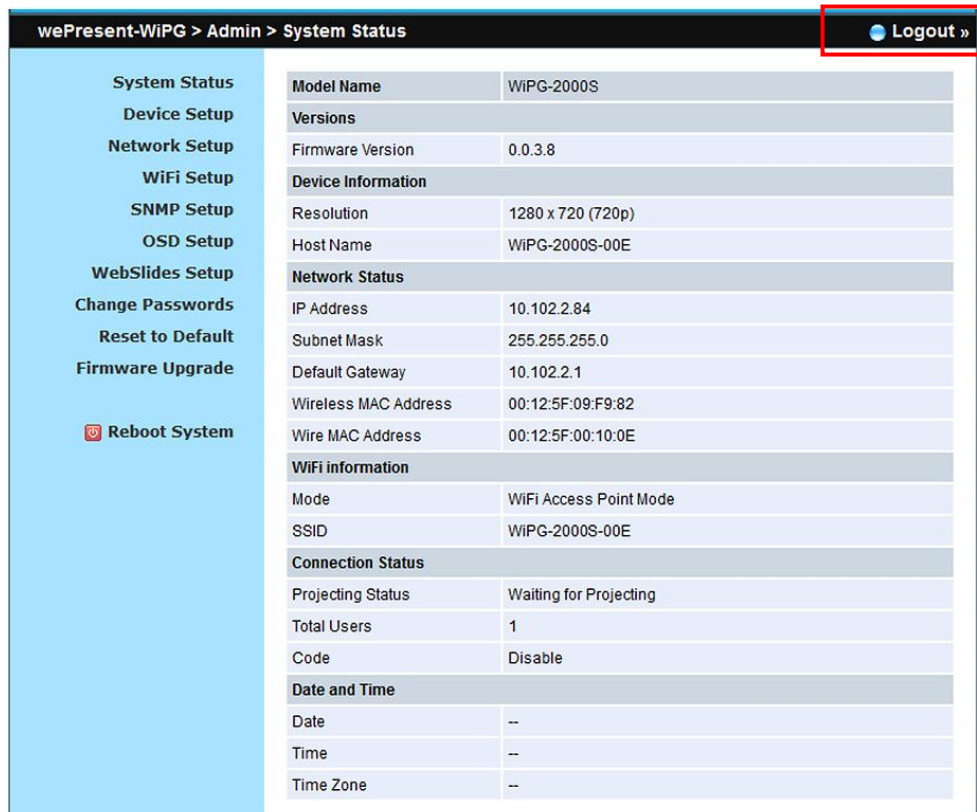 wePresent-WiPG > Admin > System Status
Logout »
System Status
Device Setup
Network Setup
WiFi Setup
SNMP Setup
OSD Setup
WebSlides Setup
Change Passwords
Reset to Default
Firmware Upgrade
Reboot System
Model Name WiPG-2000S
Versions
Firmware Version 0.0.3.8
Device Information
Resolution 1280 x 720 (720p)
Host Name WiPG-2000S-00E
Network Status
IP Address 10.102.2.84
Subnet Mask 255.255.255.0
Default Gateway 10.102.2.1
Wireless MAC Address 00:12:5F:09:F9:82
Wire MAC Address 00:12:5F:00:10:0E
WiFi information
Mode WiFi Access Point Mode
SSID WiPG-2000S-00E
Connection Status
Projecting Status Waiting for Projecting
Total Users 1
Code Disable
Date and Time
Date --
Time --
Time Zone --